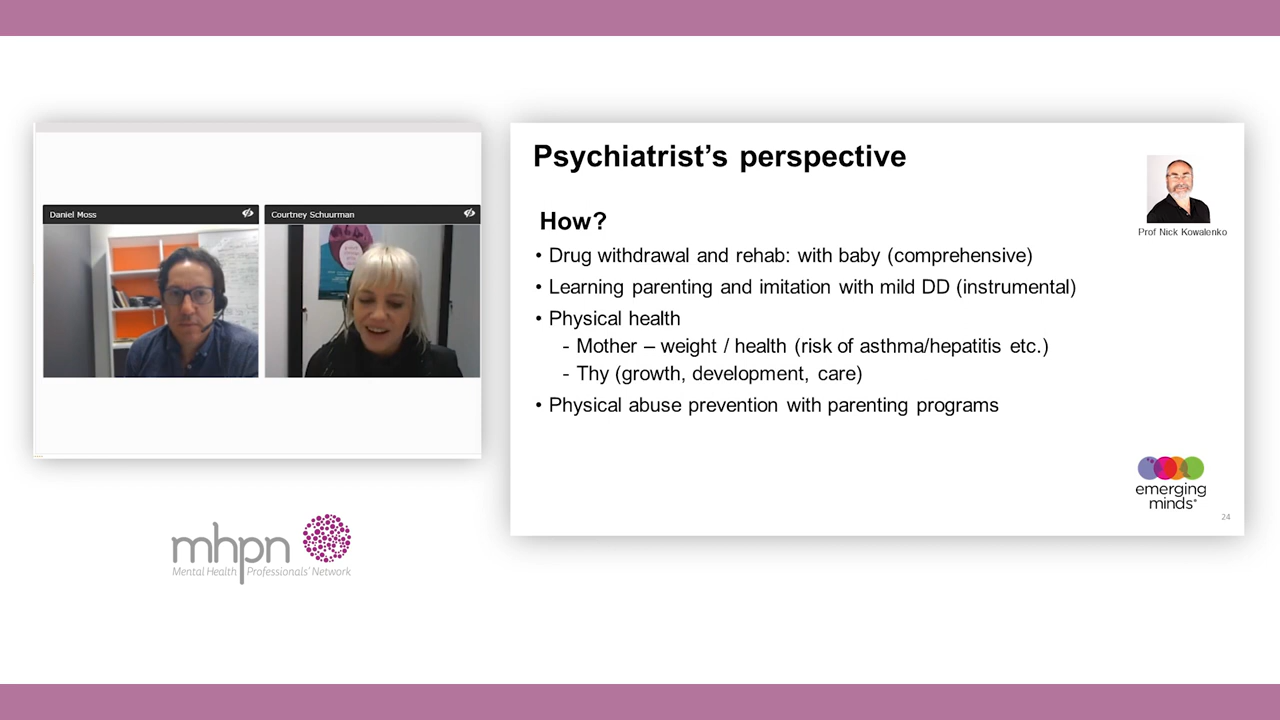 Daniel Moss
Courtney Schuurman
mhpn
Mental Health Professionals' Network
Psychiatrist’s perspective
Prof Nick Kowalenko
How?
• Drug withdrawal and rehab: with baby (comprehensive)
• Learning parenting and imitation with mild DD (instrumental)
• Physical health
- Mother – weight / health (risk of asthma/hepatitis etc.)
- Thy (growth, development, care)
• Physical abuse prevention with parenting programs
emerging
minds
24